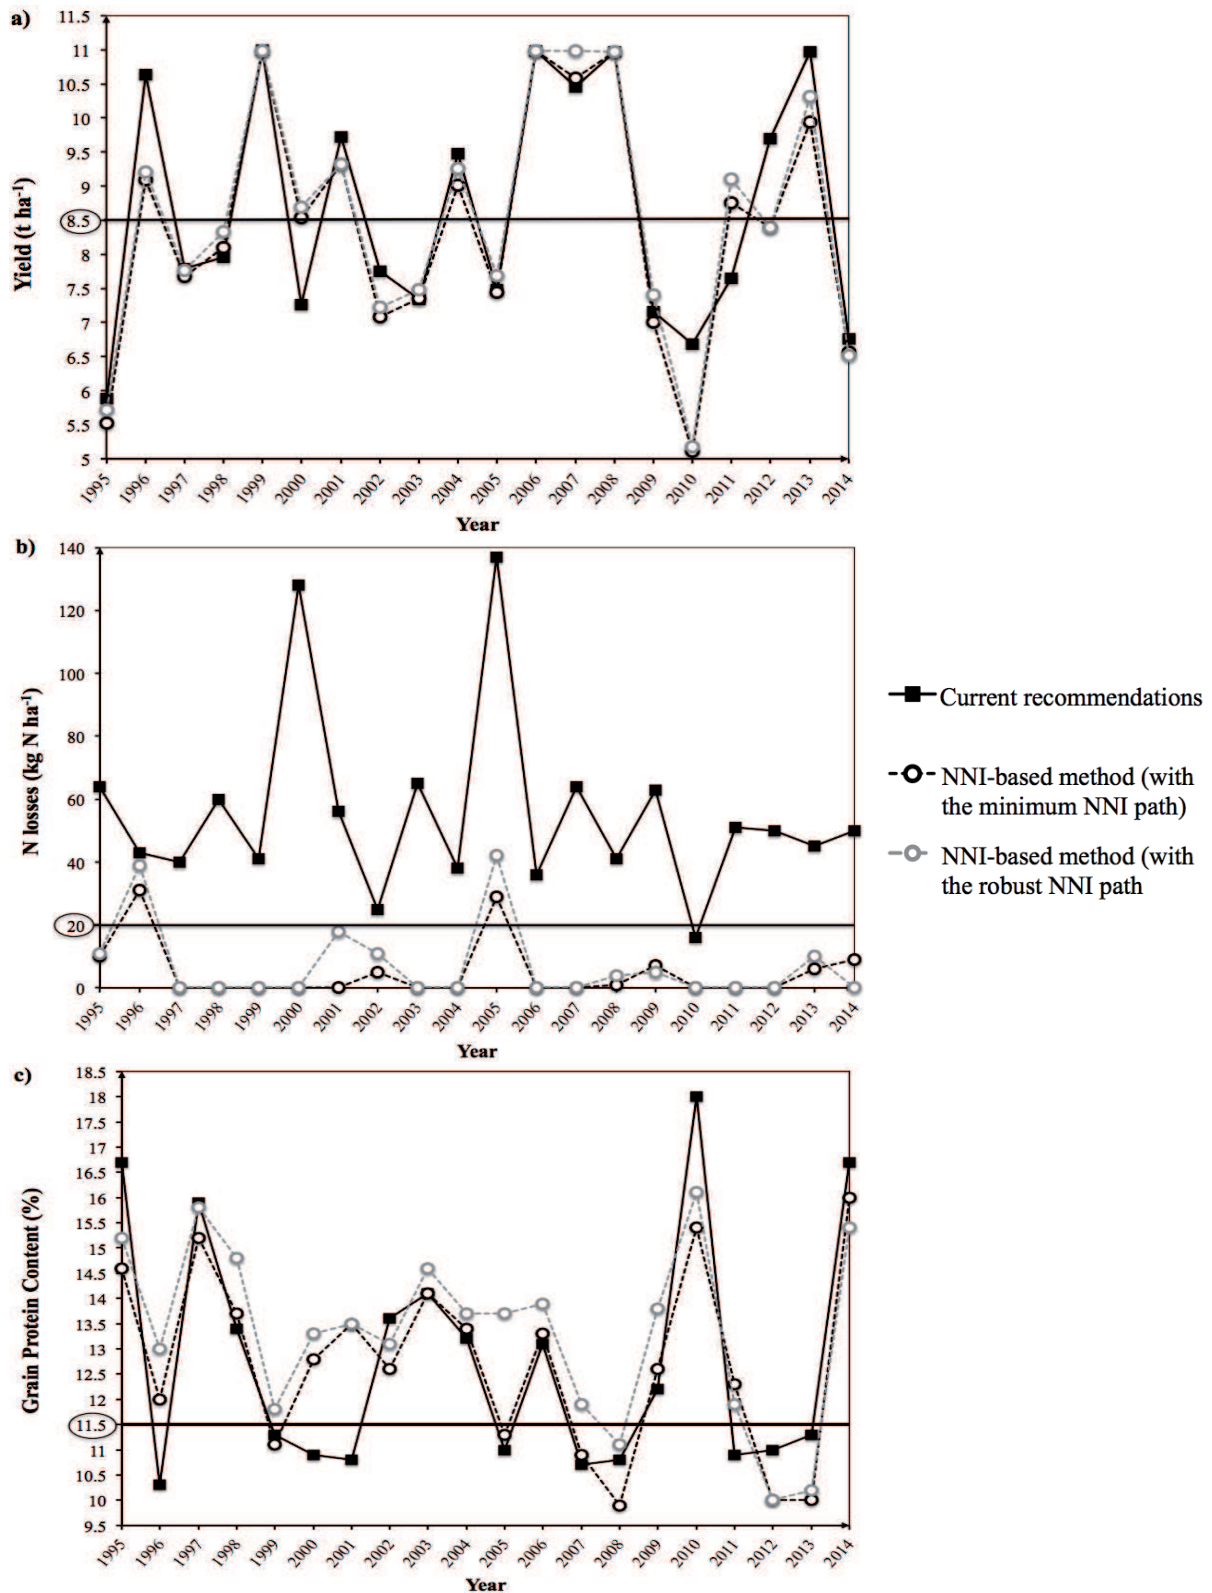 a)
11.5
11
10.5
10
9.5
9
8.5
8
7.5
7
6.5
6
5.5
5
Yield (t ha-1)
1995 1996 1997 1998 1999 2000 2001 2002 2003 2004 2005 2006 2007 2008 2009 2010 2011 2012 2013 2014
Year
b)
140
120
100
80
60
40
20
0
N losses (kg N ha-1)
1995 1996 1997 1998 1999 2000 2001 2002 2003 2004 2005 2006 2007 2008 2009 2010 2011 2012 2013 2014
Year
Current recommendations
NNI-based method (with
the minimum NNI path)
NNI-based method (with
the robust NNI path
c)
18.5
18
17.5
17
16.5
16
15.5
15
14.5
14
13.5
13
12.5
12
11.5
11
10.5
10
9.5
Grain Protein Content (%)
1995 1996 1997 1998 1999 2000 2001 2002 2003 2004 2005 2006 2007 2008 2009 2010 2011 2012 2013 2014
Year